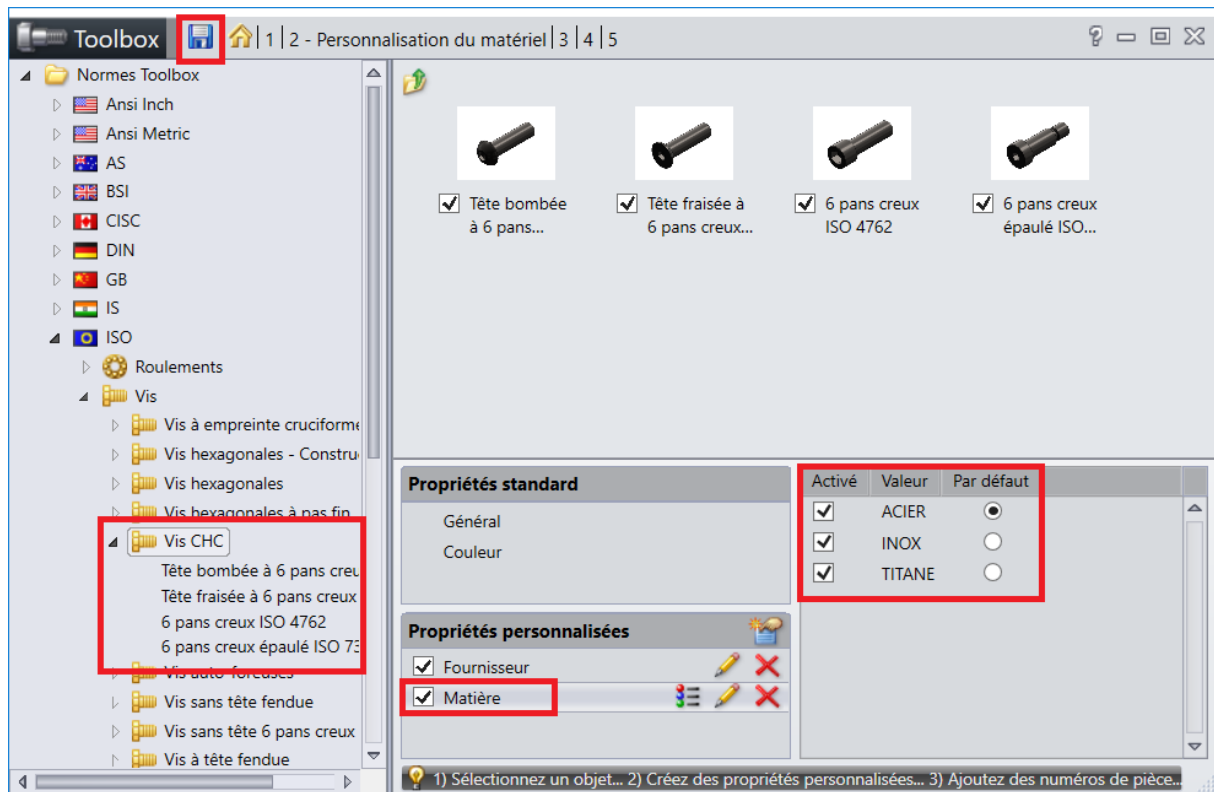 Toolbox 1 2 - Personnalisation du matériel 3 4 5
Normes Toolbox
Ansi Inch
Ansi Metric
AS
BSI
CISC
DIN
GB
IS
ISO
Roulements
Vis
Vis à empreinte cruciforme
Vis hexagonales - Constru
Vis hexagonales
Vis hexagonales à pas fin
Vis CHC
Tête bombée à 6 pans creu
Tête fraisée à 6 pans creux
6 pans creux ISO 4762
6 pans creux épaulé ISO 73
Vis auto-foreuses
Vis sans tête fendue
Vis sans tête 6 pans creux
Vis à tête fendue
Tête bombée
à 6 pans...
Tête fraisée à
6 pans creux...
6 pans creux
ISO 4762
6 pans creux
épaulé ISO...
Propriétés standard
Général
Couleur
Propriétés personnalisées
Fournisseur
Matière
Activé Valeur Par défaut
ACIER
INOX
TITANE
1) Sélectionnez un objet... 2) Créez des propriétés personnalisées... 3) Ajoutez des numéros de pièce...